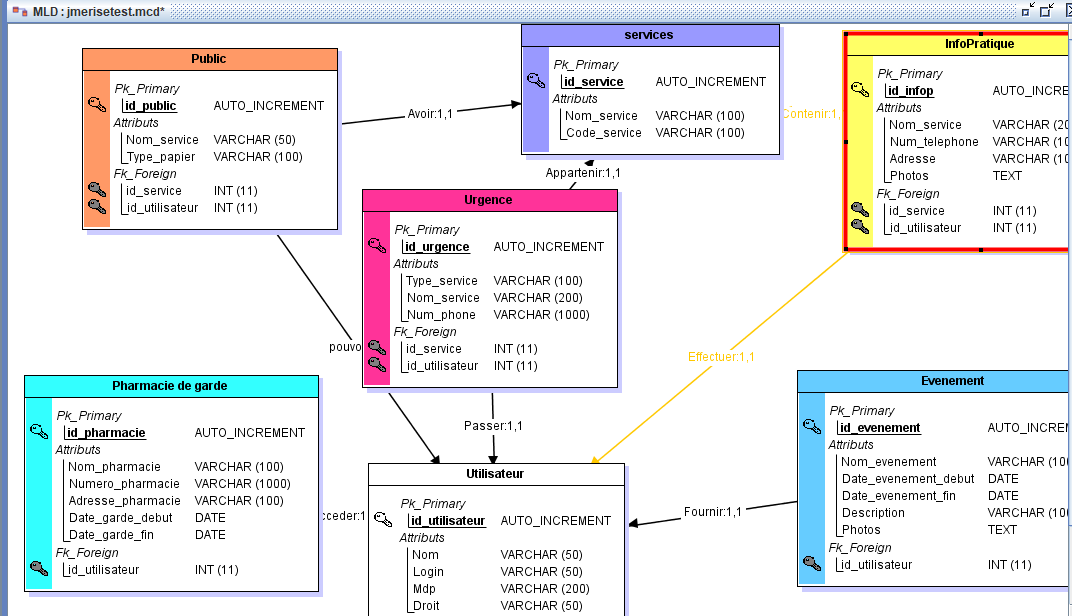 MLD : jmerisetest.mcd*
Public
Pk_Primary
id_public AUTO_INCREMENT
Attributs
Nom_service VARCHAR (50)
Type_papier VARCHAR (100)
Fk_Foreign
id_service INT (11)
id_utilisateur INT (11)
Avoir:1,1
services
Pk_Primary
id_service AUTO_INCREMENT
Attributs
Nom_service VARCHAR (100)
Code_service VARCHAR (100)
Contenir:1,
InfoPratique
Pk_Primary
id_infop AUTO_INCRE
Attributs
Nom_service VARCHAR (20
Num_telephone VARCHAR (10
Adresse VARCHAR (10
Photos TEXT
Fk_Foreign
id_service INT (11)
id_utilisateur INT (11)
Appartenir:1,1
Urgence
Pk_Primary
id_urgence AUTO_INCREMENT
Attributs
Type_service VARCHAR (100)
Nom_service VARCHAR (200)
Num_phone VARCHAR (1000)
Fk_Foreign
id_service INT (11)
id_utilisateur INT (11)
pouvo
Effectuer:1,1
Passer:1,1
Pharmacie de garde
Pk_Primary
id_pharmacie AUTO_INCREMENT
Attributs
Nom_pharmacie VARCHAR (100)
Numero_pharmacie VARCHAR (1000)
Adresse_pharmacie VARCHAR (100)
Date_garde_debut DATE
Date_garde_fin DATE
Fk_Foreign
id_utilisateur INT (11)
cceder:1
Utilisateur
Pk_Primary
id_utilisateur AUTO_INCREMENT
Attributs
Nom VARCHAR (50)
Login VARCHAR (50)
Mdp VARCHAR (200)
Droit VARCHAR (50)
Fournir:1,1
Evenement
Pk_Primary
id_evenement AUTO_INCREM
Attributs
Nom_evenement VARCHAR (100
Date_evenement_debut DATE
Date_evenement_fin DATE
Description VARCHAR (100
Photos TEXT
Fk_Foreign
id_utilisateur INT (11)